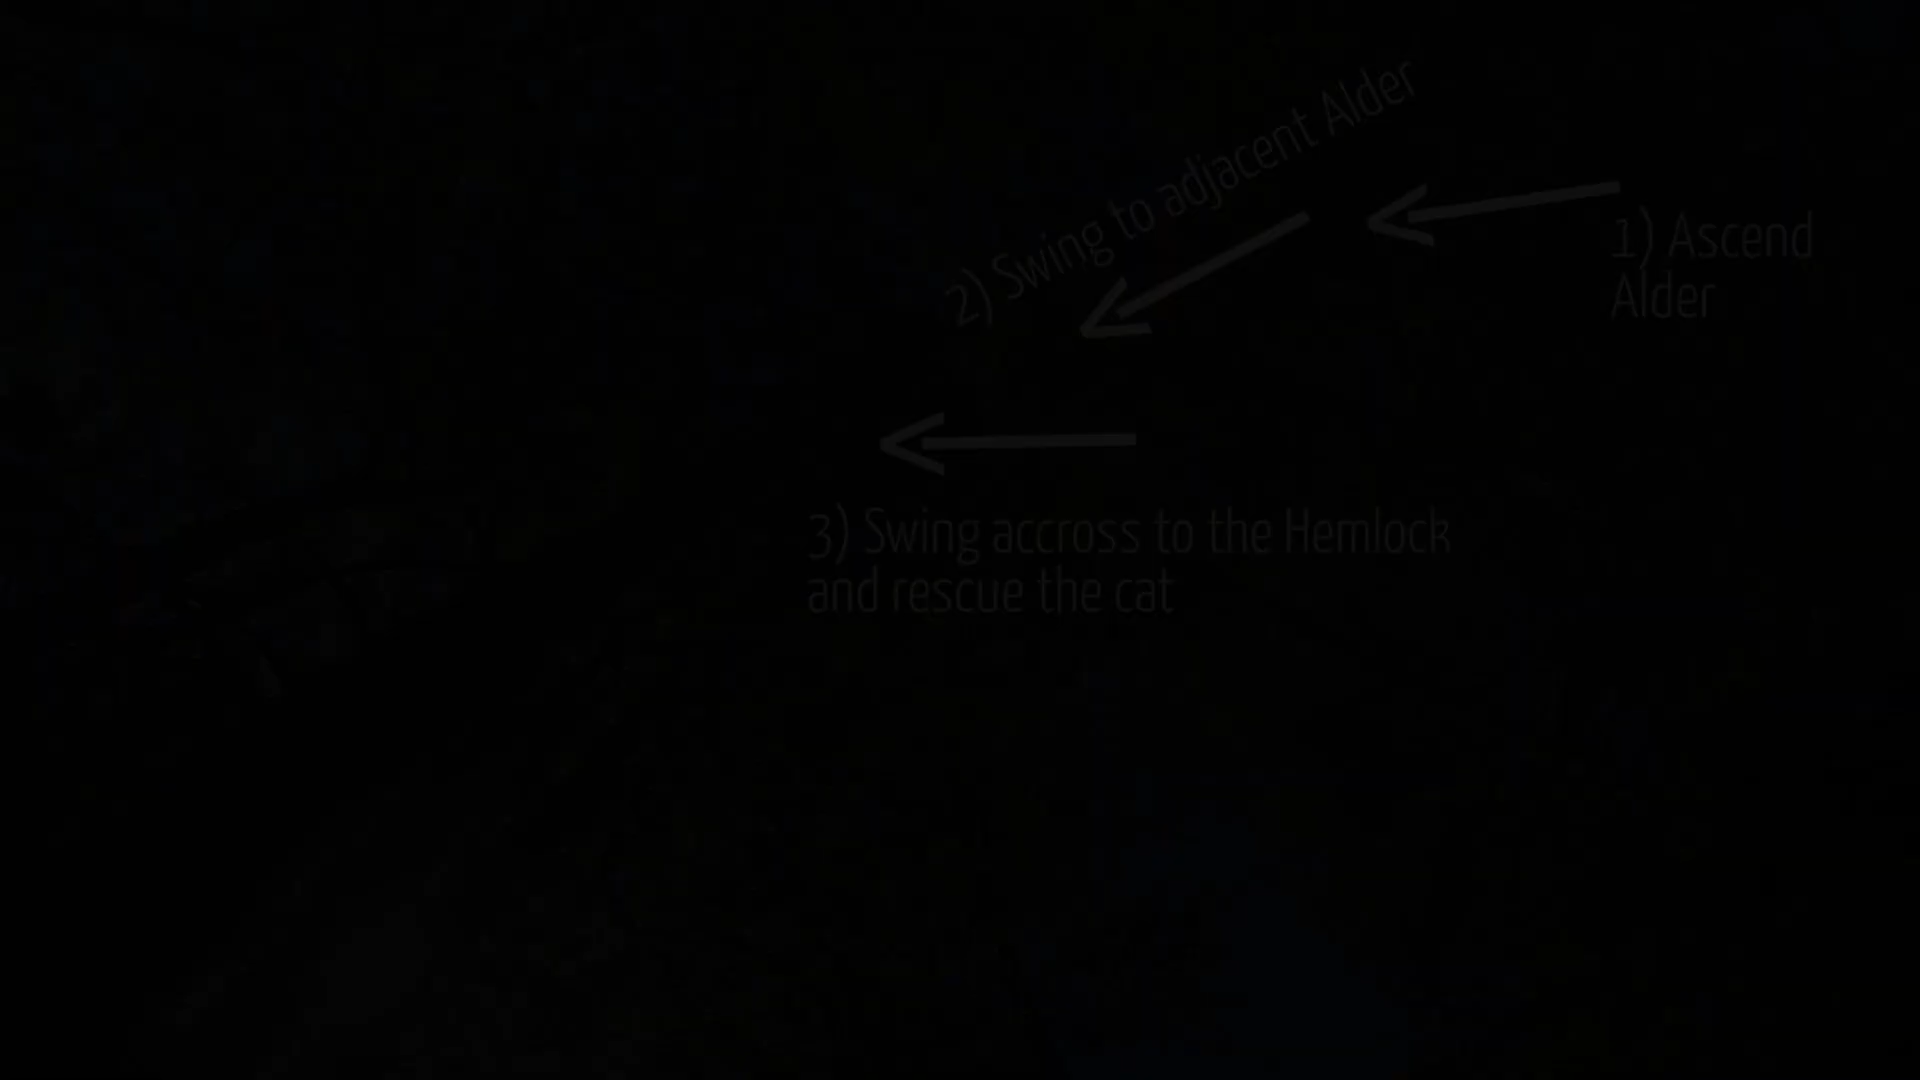 1) Ascend
Alder
2) Swing to adjacent Alder
3) Swing accross to the Hemlock
and rescue the cat